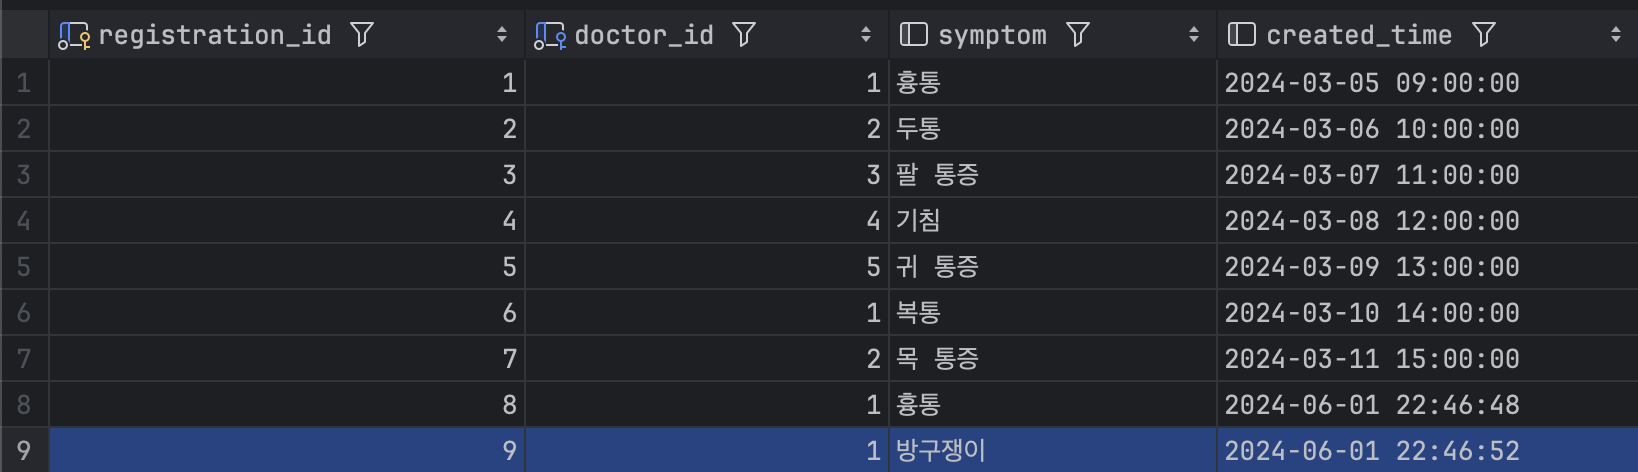 registration_id doctor_id symptom created_time
1 1 1 흉통 2024-03-05 09:00:00
2 2 2 두통 2024-03-06 10:00:00
3 3 3 팔 통증 2024-03-07 11:00:00
4 4 4 기침 2024-03-08 12:00:00
5 5 5 귀 통증 2024-03-09 13:00:00
6 6 1 복통 2024-03-10 14:00:00
7 7 2 목 통증 2024-03-11 15:00:00
8 8 1 흉통 2024-06-01 22:46:48
9 9 1 방구쟁이 2024-06-01 22:46:52